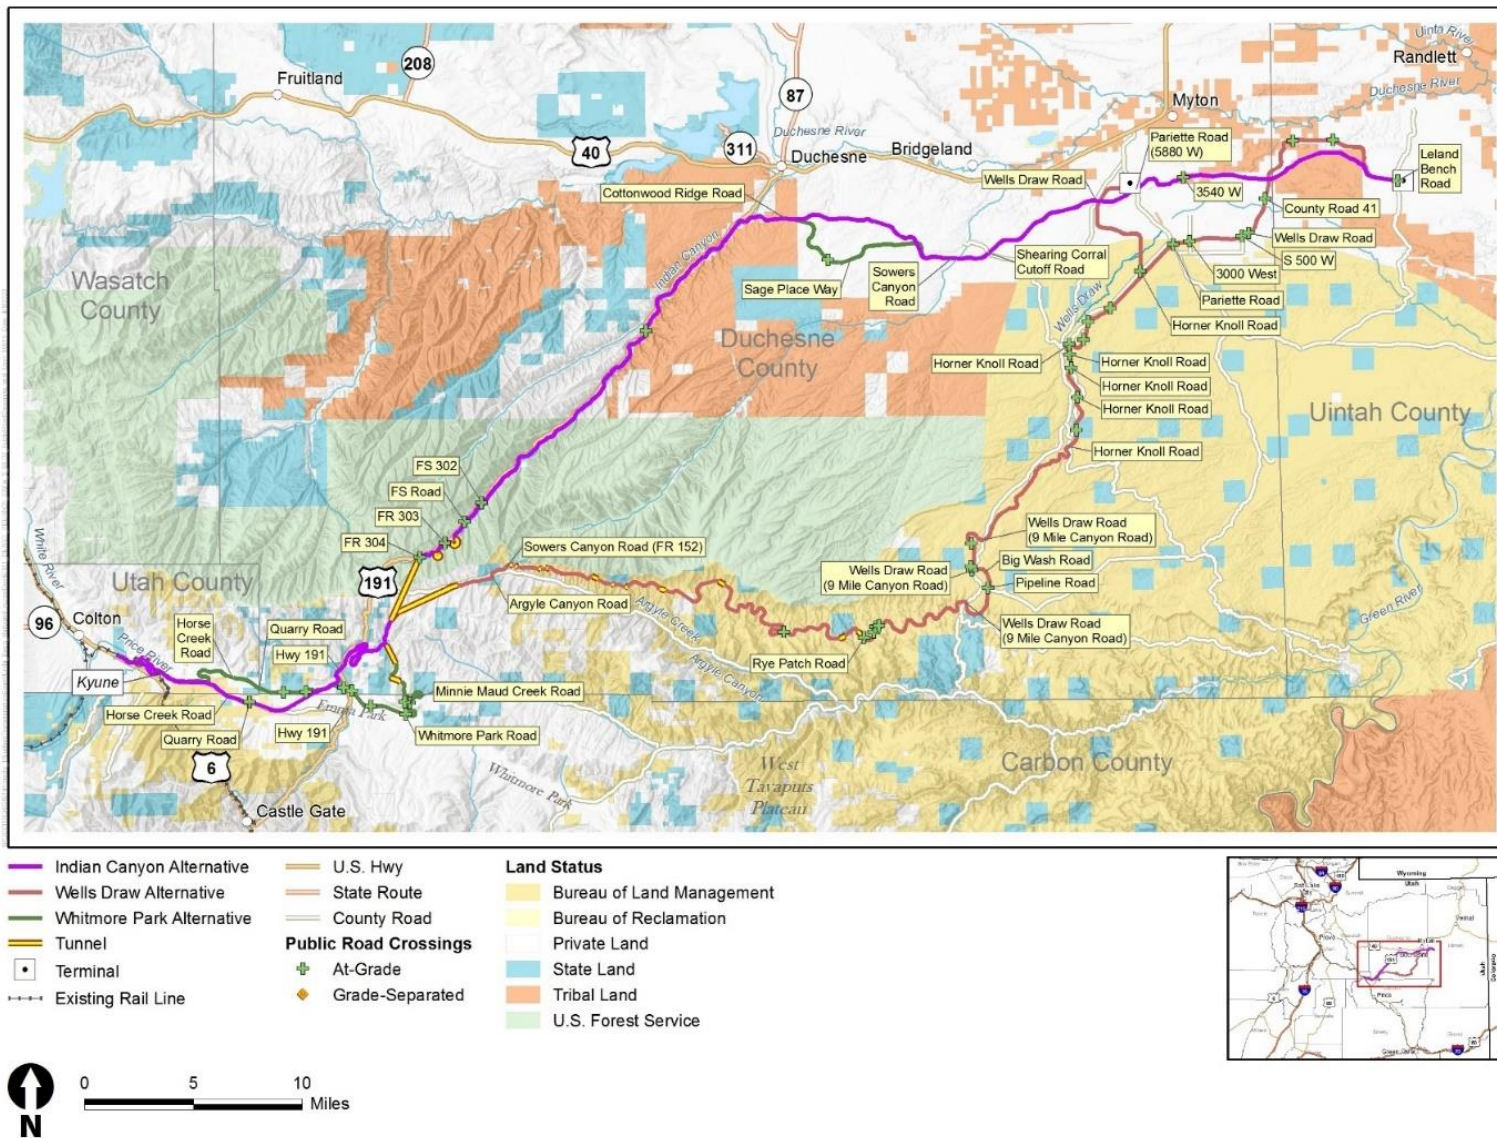 208
Fruitland
87
Uinta River
Randlett
Duchesne River
Myton
40
311
Duchesne River
Duchesne
Bridgeland
Pariette Road
(5880 W)
Leland
Bench
Road
Cottonwood Ridge Road
Wells Draw Road
3540 W
County Road 41
Indian Canyon
Wasatch
County
Sage Place Way
Sowers
Canyon
Road
Shearing Corral
Cutoff Road
Wells Draw Road
S 500 W
3000 West
Pariette Road
Wells Draw
Horner Knoll Road
Duchesne
County
Horner Knoll Road
Horner Knoll Road
Horner Knoll Road
Horner Knoll Road
Uintah County
Horner Knoll Road
FS 302
FS Road
FR 303
FR 304
White River
191
Sowers Canyon Road (FR 152)
Wells Draw Road
(9 Mile Canyon Road)
Wells Draw Road
(9 Mile Canyon Road)
Big Wash Road
Pipeline Road
Utah County
96
Colton
Price River
Horse
Creek
Road
Quarry Road
Hwy 191
Argyle Canyon Road
Argyle Creek
Argyle Canyon
Rye Patch Road
Wells Draw Road
(9 Mile Canyon Road)
Green River
Kyune
Minnie Maud Creek Road
Horse Creek Road
Emma Park
Hwy 191
Quarry Road
Whitmore Park Road
6
Whitmore Park
West
Tavaputs
Plateau
Carbon County
Castle Gate
Indian Canyon Alternative
Wells Draw Alternative
Whitmore Park Alternative
Tunnel
Terminal
Existing Rail Line
U.S. Hwy
State Route
County Road
Public Road Crossings
At-Grade
Grade-Separated
Land Status
Bureau of Land Management
Bureau of Reclamation
Private Land
State Land
Tribal Land
U.S. Forest Service
Wyoming
Utah
Provo
Vernal
Price
N
0 5 10
Miles